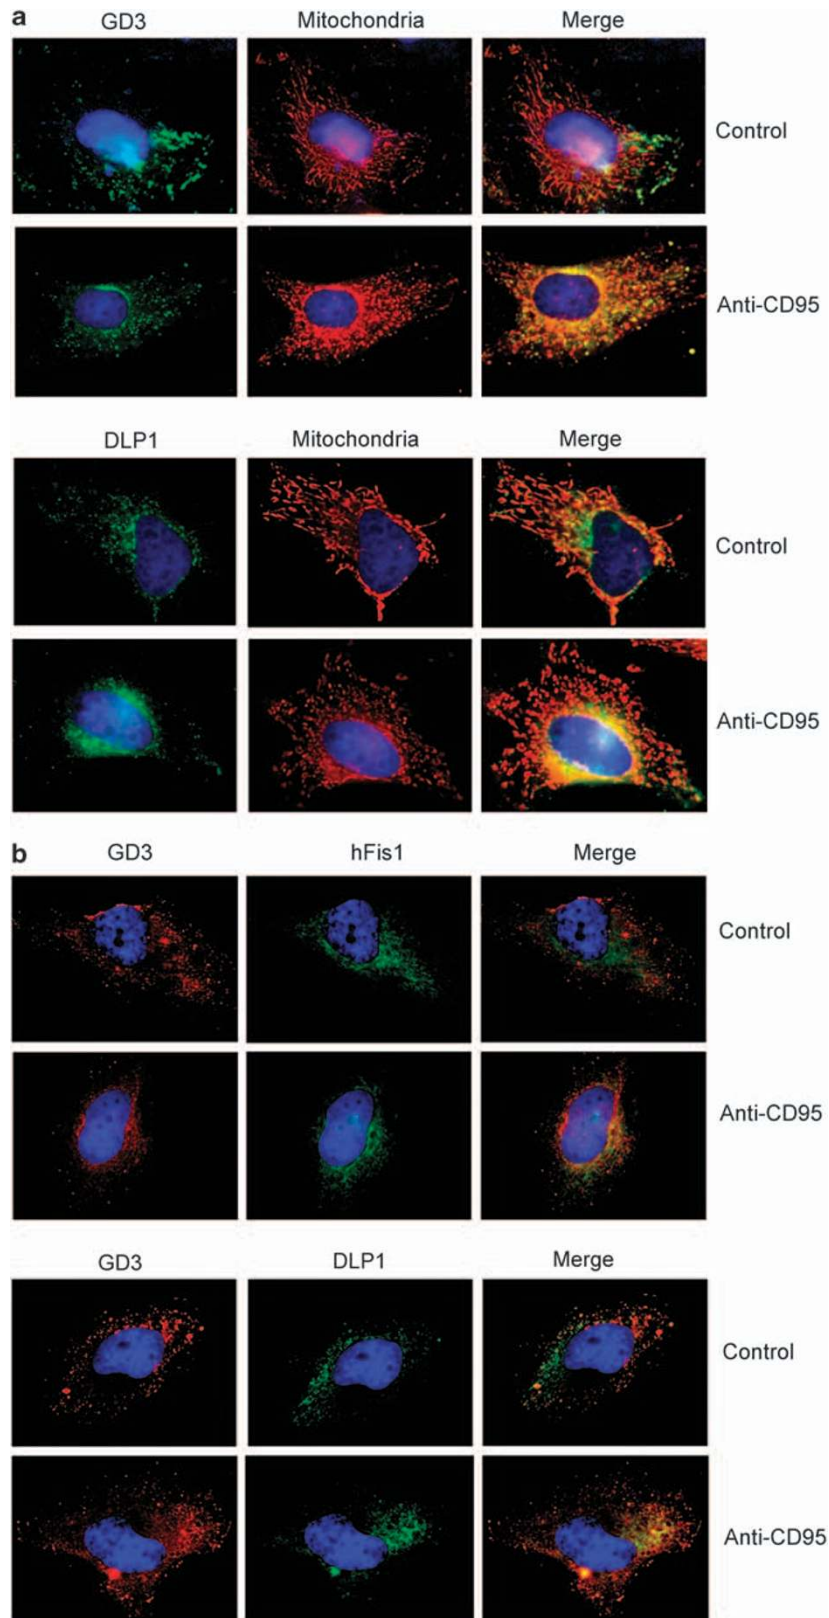 a
GD3 Mitochondria Merge
Control
Anti-CD95
DLP1 Mitochondria Merge
Control
Anti-CD95
b
GD3 hFis1 Merge
Control
Anti-CD95
GD3 DLP1 Merge
Control
Anti-CD95